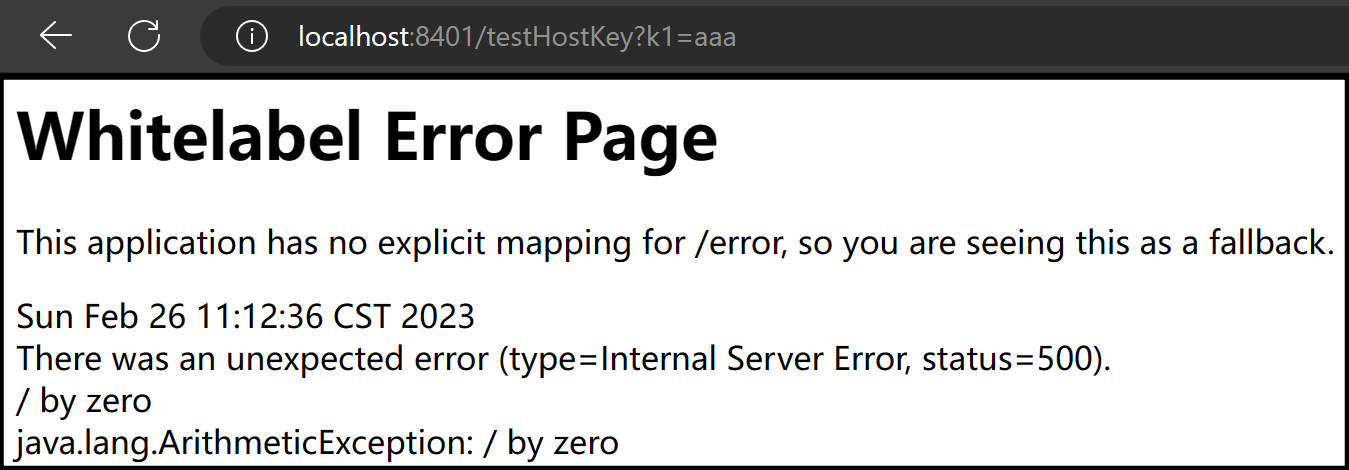 localhost:8401/testHostKey?k1=aaa
Whitelabel Error Page
This application has no explicit mapping for /error, so you are seeing this as a fallback.
Sun Feb 26 11:12:36 CST 2023
There was an unexpected error (type=Internal Server Error, status=500).
/ by zero
java.lang.ArithmeticException: / by zero